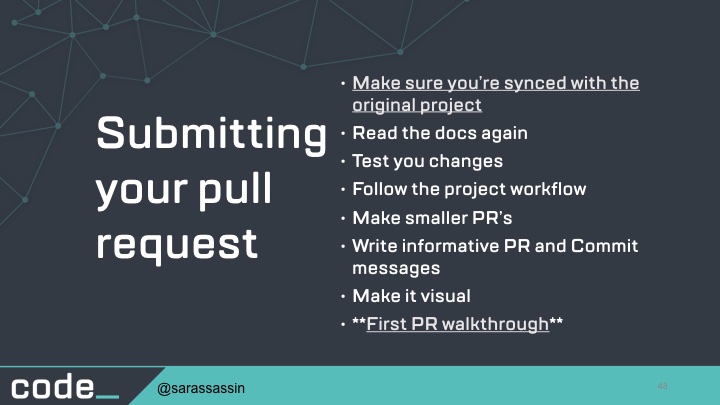 Submitting
your pull
request
• Make sure you're synced with the
original project
• Read the docs again
• Test you changes
• Follow the project workflow
• Make smaller PR's
• Write informative PR and Commit
messages
• Make it visual
• **First PR walkthrough**
code_
@sarassassin
48